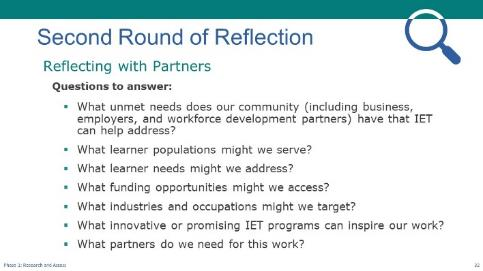 Second Round of Reflection
Reflecting with Partners
Questions to answer:
▪ What unmet needs does our community (including business,
employers, and workforce development partners) have that IET
can help address?
▪ What learner populations might we serve?
▪ What learner needs might we address?
▪ What funding opportunities might we access?
▪ What industries and occupations might we target?
▪ What innovative or promising IET programs can inspire our work?
▪ What partners do we need for this work?
Phase 1: Research and Assess